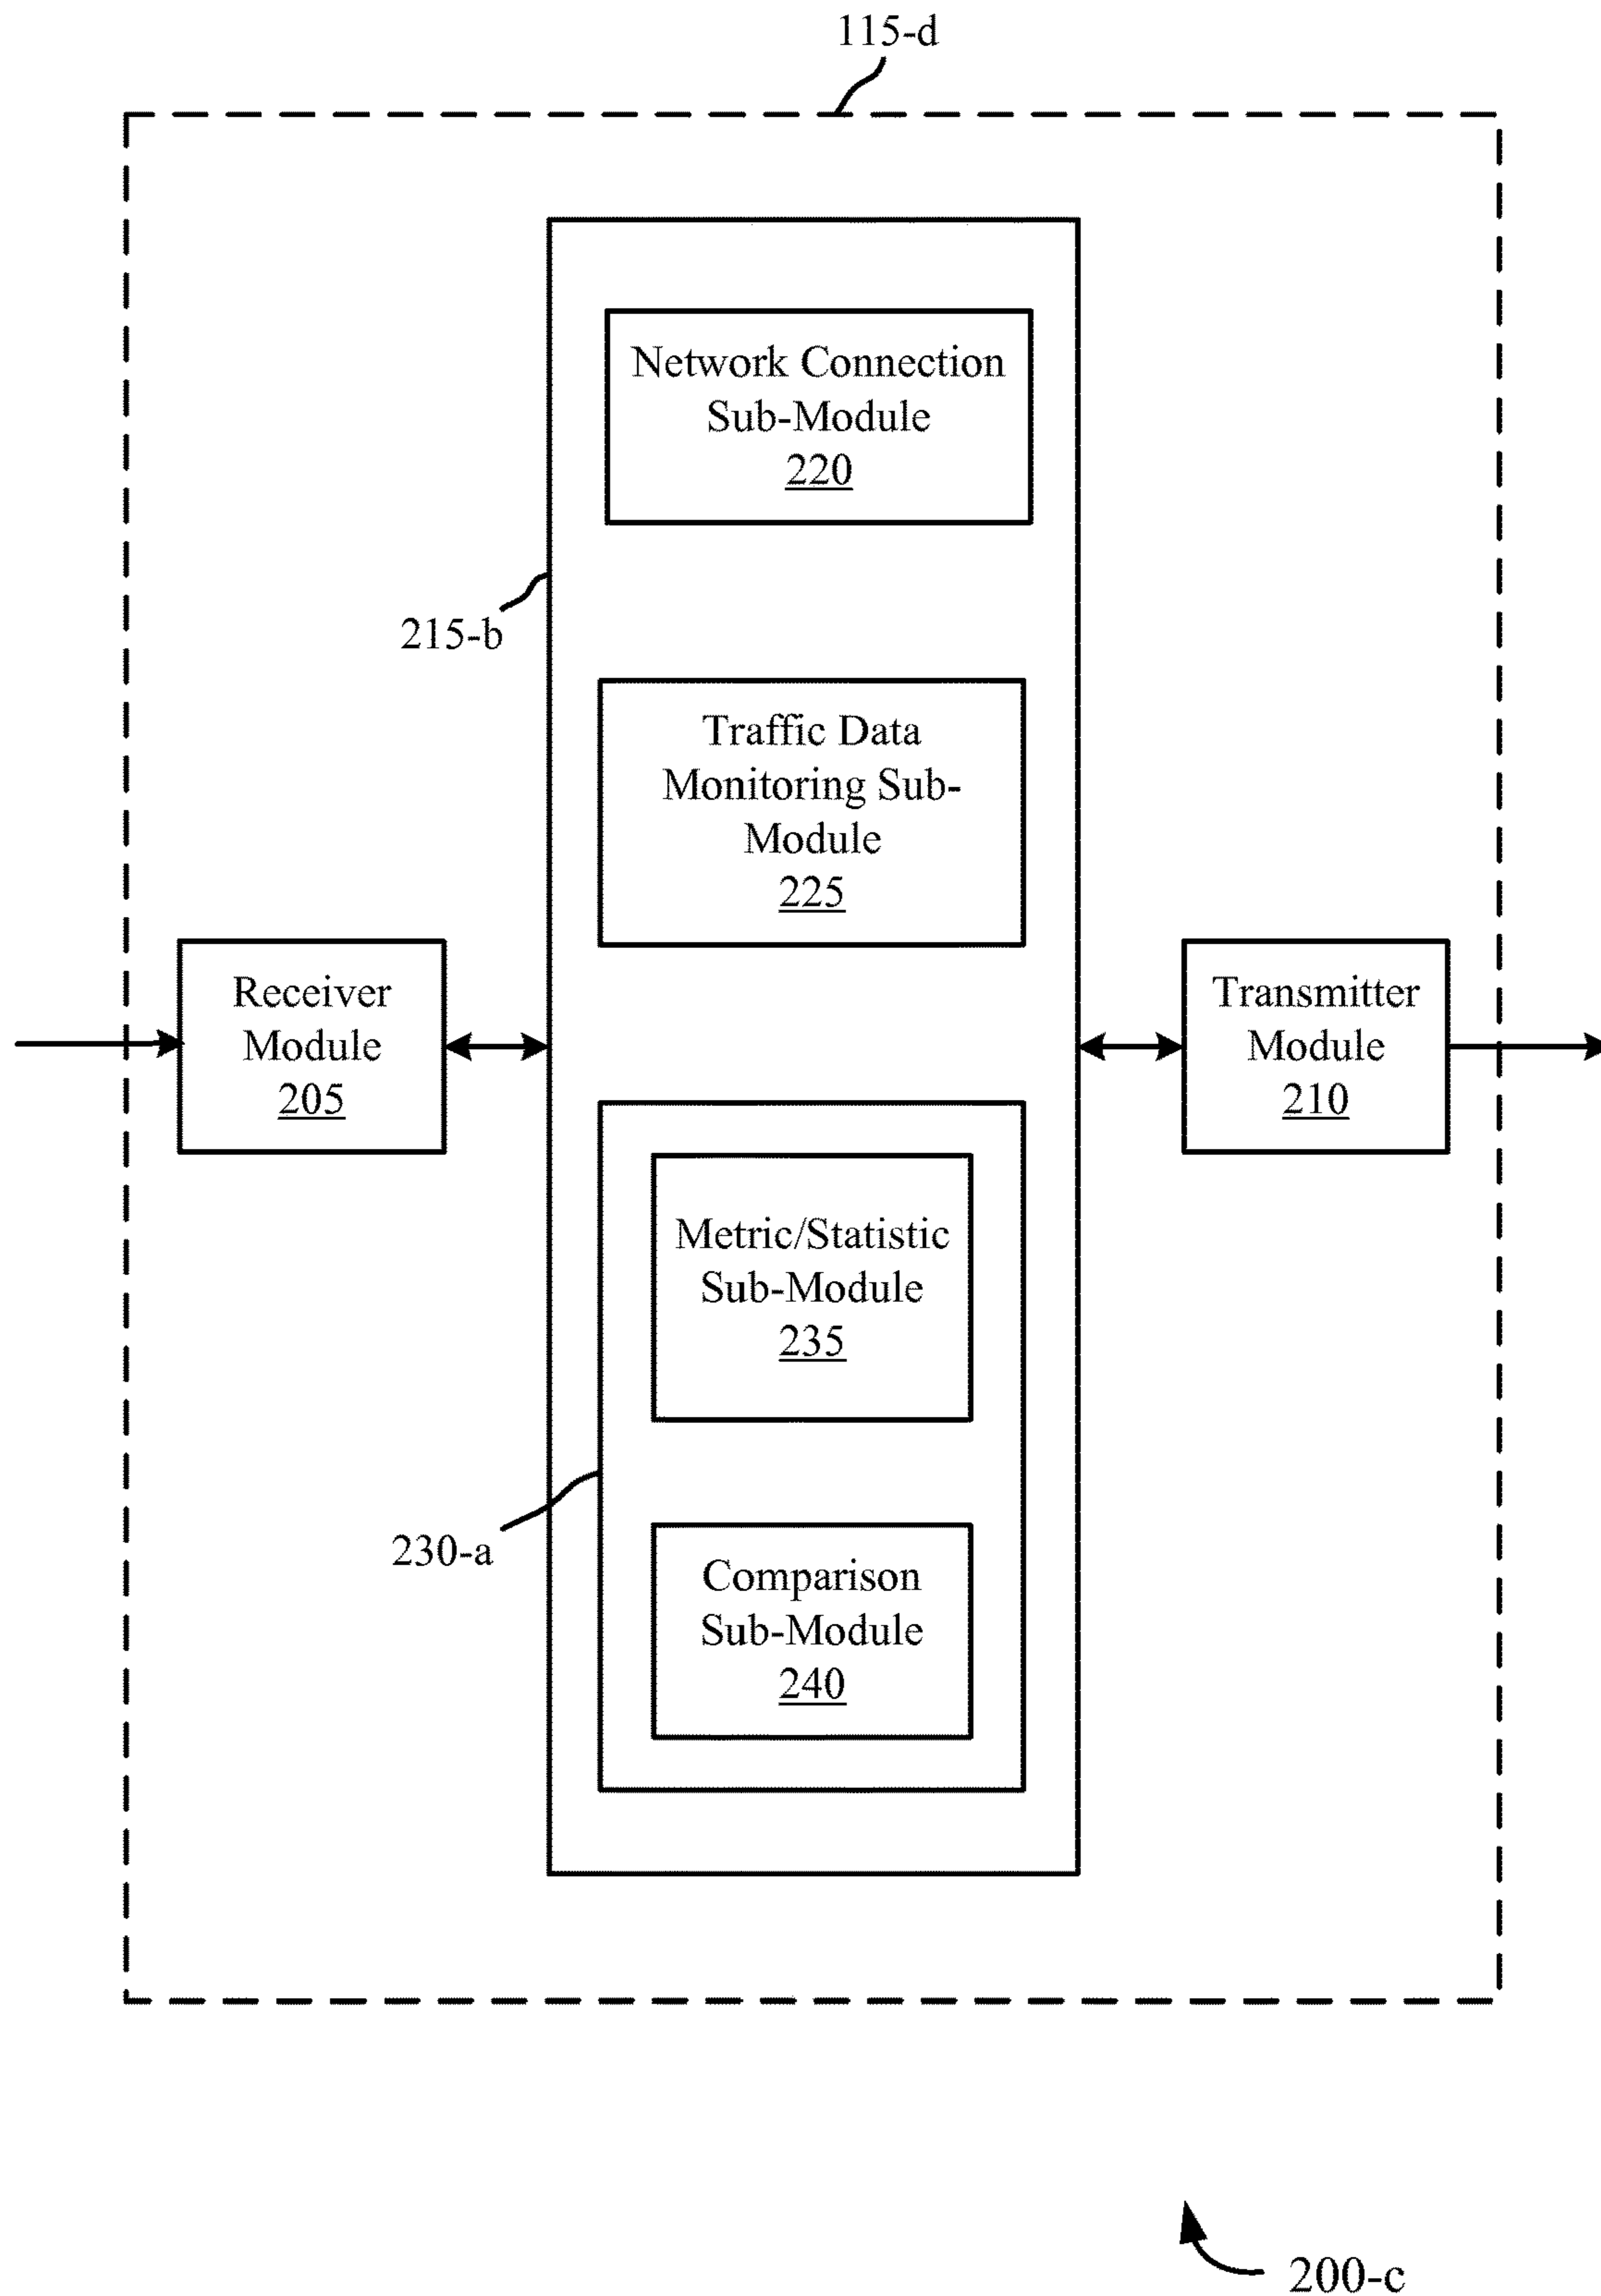 115-d
Network Connection
Sub-Module
220
215-b
Traffic Data
Monitoring Sub-
Module
225
Receiver
Module
205
Transmitter
Module
210
Metric/Statistic
Sub-Module
235
230-a
Comparison
Sub-Module
240
200-c